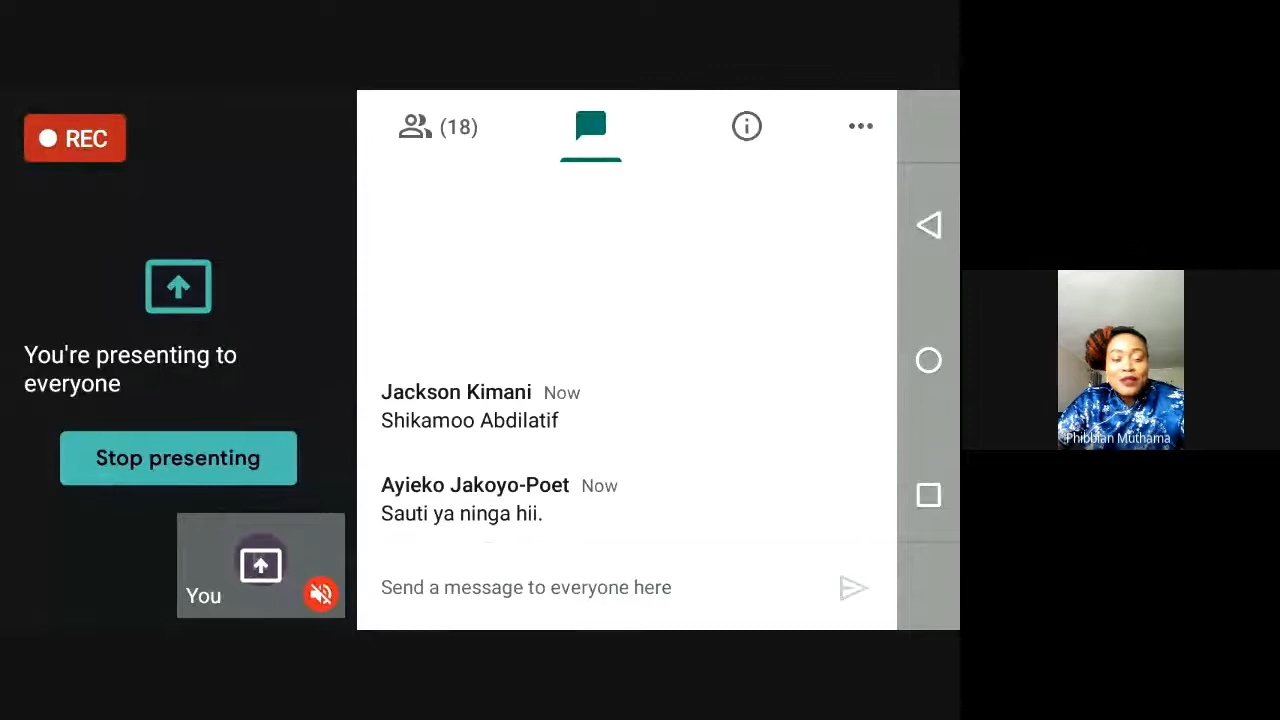 REC
(18)
You're presenting to
everyone
Stop presenting
You
Jackson Kimani Now
Shikamoo Abdilatif
Ayieko Jakoyo-Poet Now
Sauti ya ninga hii.
Send a message to everyone here
Phibbian Muthama